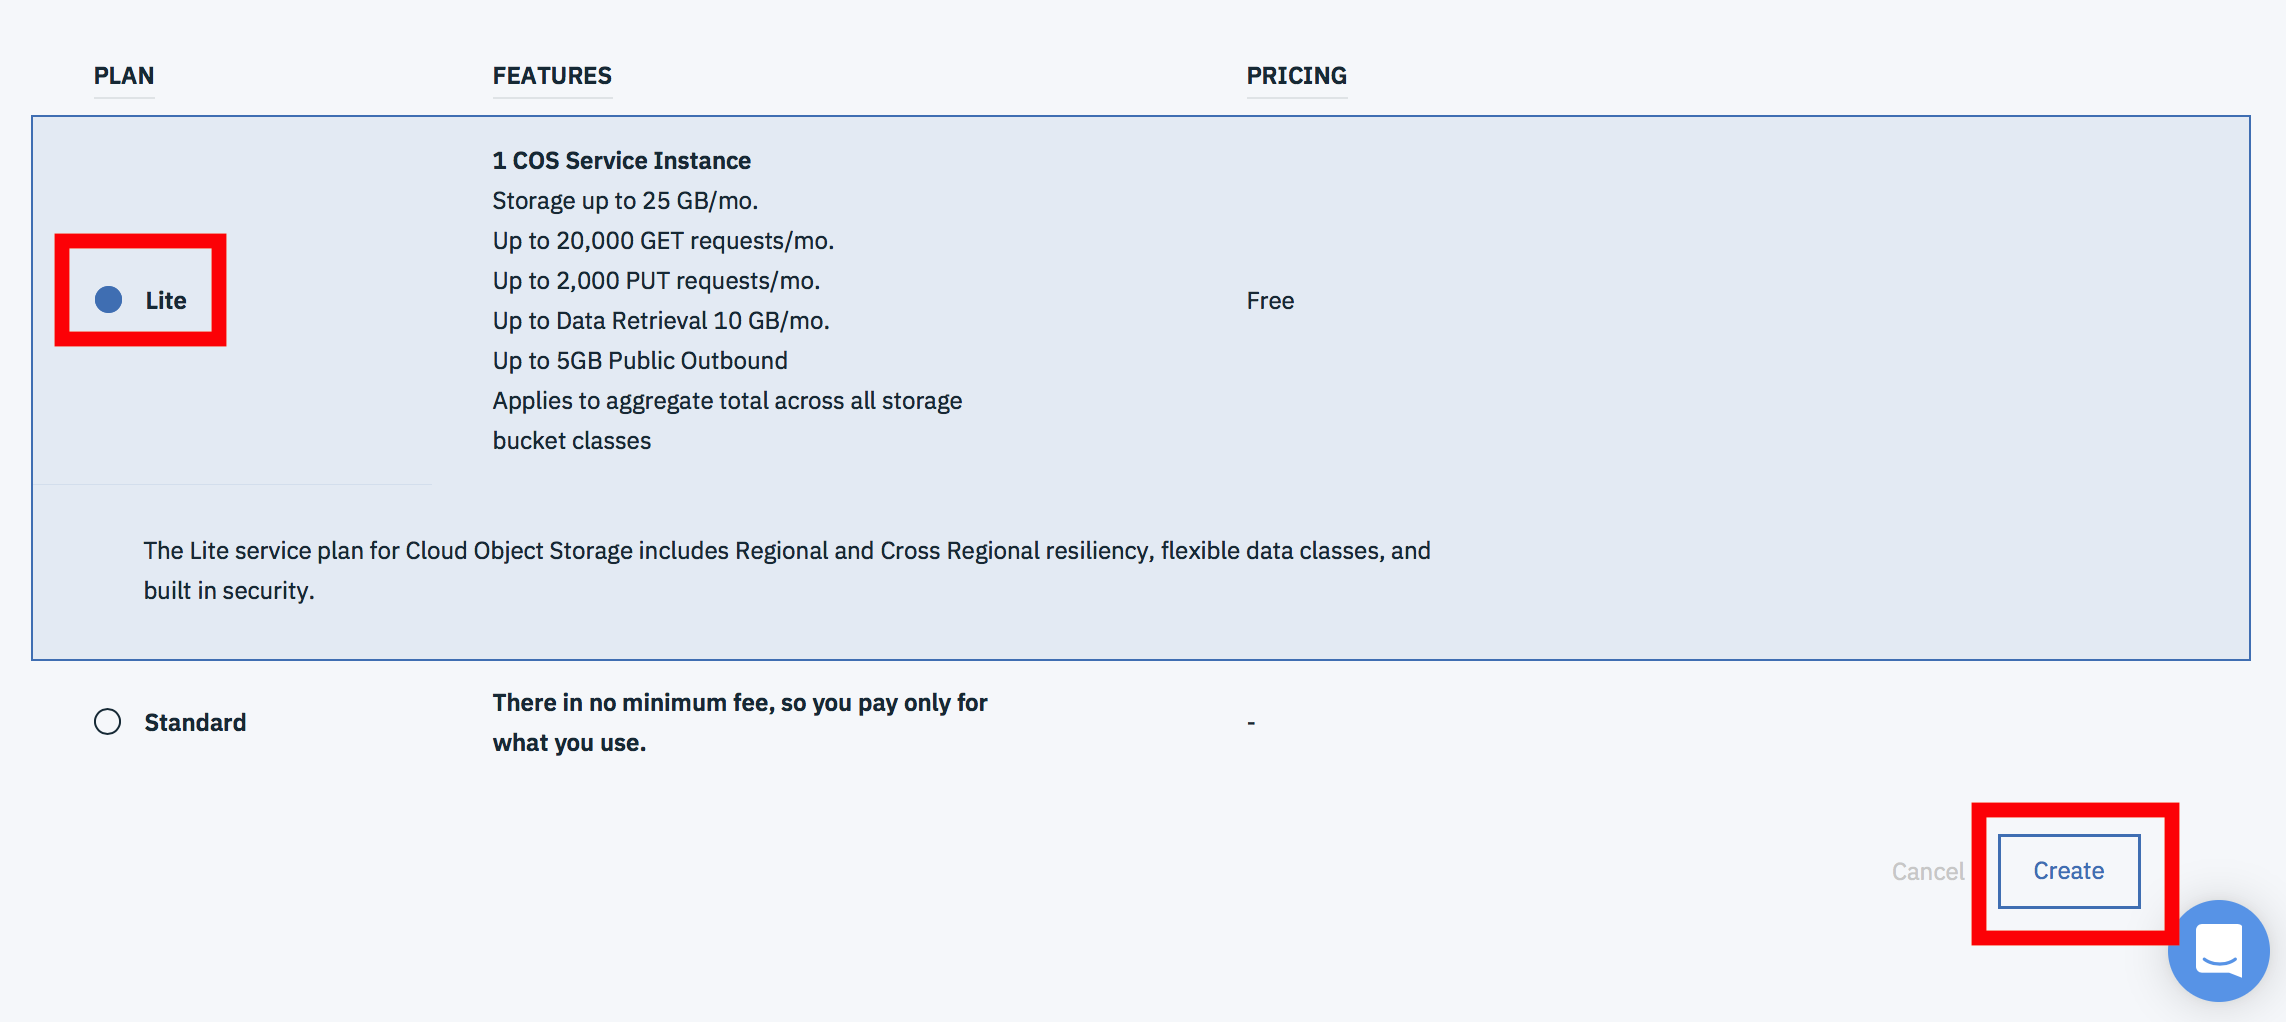 PLAN FEATURES PRICING
1 COS Service Instance
Storage up to 25 GB/mo.
Up to 20,000 GET requests/mo.
Up to 2,000 PUT requests/mo.
Lite
Free
Up to Data Retrieval 10 GB/mo.
Up to 5GB Public Outbound
Applies to aggregate total across all storage
bucket classes
The Lite service plan for Cloud Object Storage includes Regional and Cross Regional resiliency, flexible data classes, and
built in security.
Standard
There in no minimum fee, so you pay only for
what you use.
-
Cancel
Create